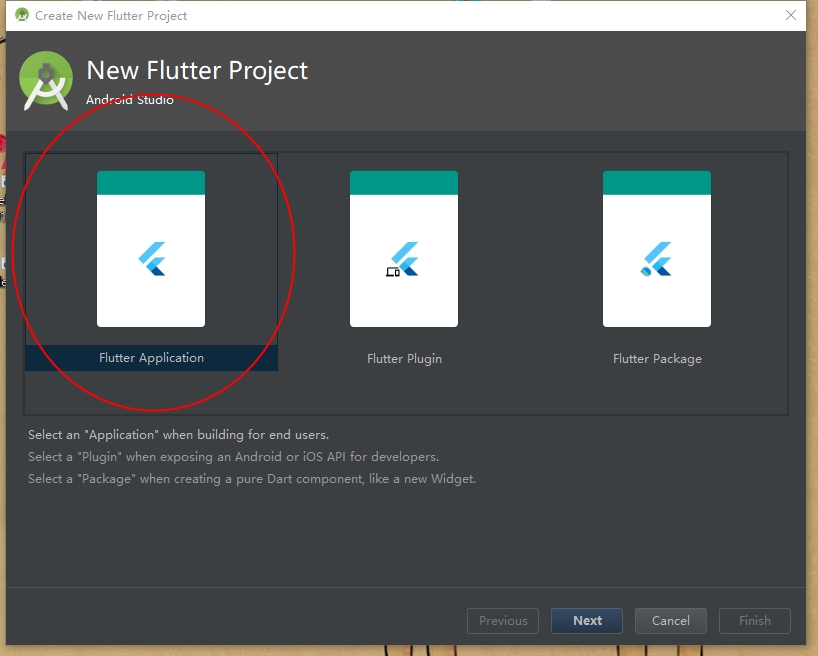 Create New Flutter Project
New Flutter Project
Android Studio
Flutter Application
Flutter Plugin
Flutter Package
Select an "Application" when building for end users.
Select a "Plugin" when exposing an Android or iOS API for developers.
Select a "Package" when creating a pure Dart component, like a new Widget.
Previous
Next
Cancel
Finish